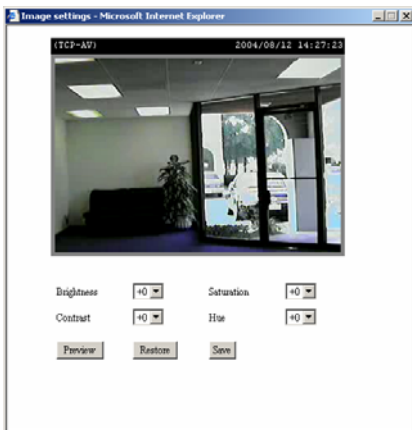 Image settings - Microsoft Internet Explorer
(TCP-AV) 2004/08/12 14:27:23
Brightness +0 Saturation +0
Contrast +0 Hue +0
Preview Restore Save